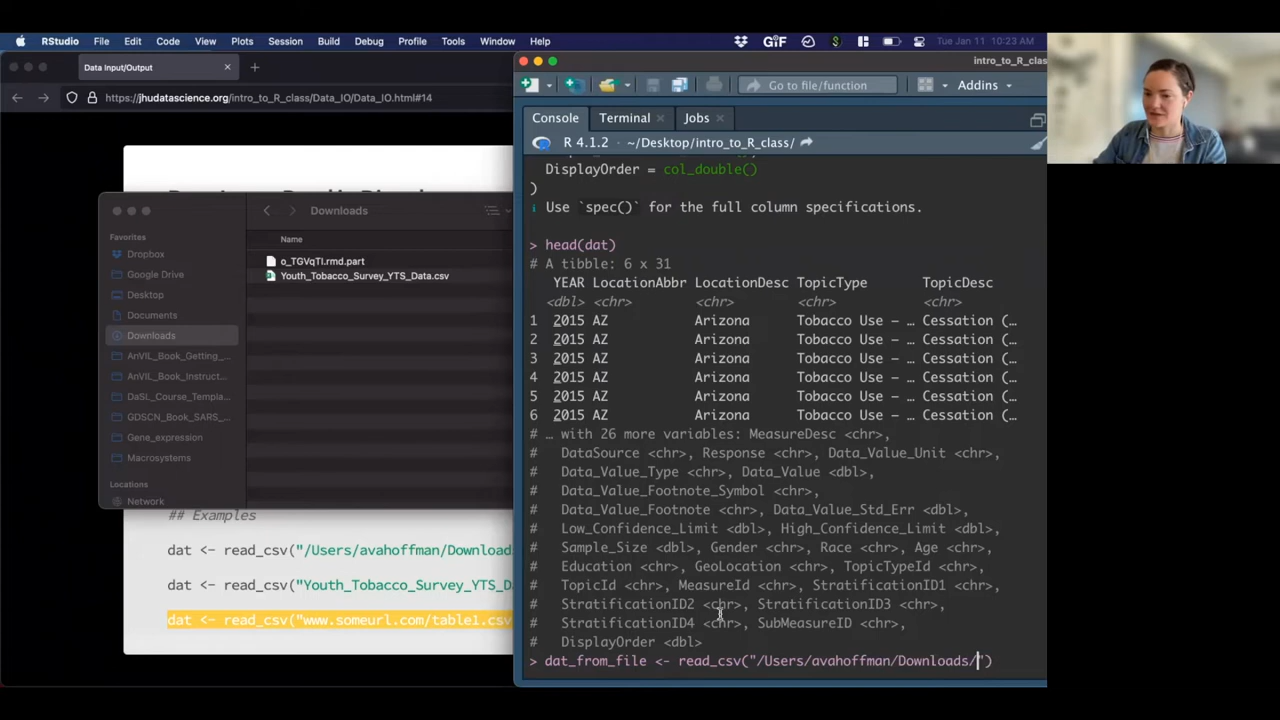 RStudio File Edit Code View Plots Session Build Debug Profile Tools Window Help GiF Tue Jan 11 10:23 AM
Data Input/Output
https://jhudatascience.org/intro_to_R_class/Data_IO/Data_IO.html#14
Downloads
Favorites
Dropbox
Google Drive
Desktop
Documents
Downloads
AnVIL_Book_Getting_...
AnVIL_Book_Instruct...
DaSL_Course_Templa...
GDSCN_Book_SARS_...
Gene_expression
Macrosystems
Locations
Network
Name
o_TGVqTI.rmd.part
Youth_Tobacco_Survey_YTS_Data.csv
## Examples
dat <- read_csv("/Users/avahoffman/Downloads
dat <- read_csv("Youth_Tobacco_Survey_YTS_D
dat <- read_csv("www.someurl.com/table1.csv
intro_to_R_clas
Go to file/function Addins
Console Terminal Jobs
R 4.1.2 · ~/Desktop/intro_to_R_class/
DisplayOrder = col_double()
)
i Use `spec()` for the full column specifications.
> head(dat)
# A tibble: 6 x 31
YEAR LocationAbbr LocationDesc TopicType TopicDesc
<dbl> <chr> <chr> <chr> <chr>
1 2015 AZ Arizona Tobacco Use – … Cessation (…
2 2015 AZ Arizona Tobacco Use – … Cessation (…
3 2015 AZ Arizona Tobacco Use – … Cessation (…
4 2015 AZ Arizona Tobacco Use – … Cessation (…
5 2015 AZ Arizona Tobacco Use – … Cessation (…
6 2015 AZ Arizona Tobacco Use – … Cessation (…
# … with 26 more variables: MeasureDesc <chr>,
# DataSource <chr>, Response <chr>, Data_Value_Unit <chr>,
# Data_Value_Type <chr>, Data_Value <dbl>,
# Data_Value_Footnote_Symbol <chr>,
# Data_Value_Footnote <chr>, Data_Value_Std_Err <dbl>,
# Low_Confidence_Limit <dbl>, High_Confidence_Limit <dbl>,
# Sample_Size <dbl>, Gender <chr>, Race <chr>, Age <chr>,
# Education <chr>, GeoLocation <chr>, TopicTypeId <chr>,
# TopicId <chr>, MeasureId <chr>, StratificationID1 <chr>,
# StratificationID2 <chr>, StratificationID3 <chr>,
# StratificationID4 <chr>, SubMeasureID <chr>,
# DisplayOrder <dbl>
> dat_from_file <- read_csv("/Users/avahoffman/Downloads/")